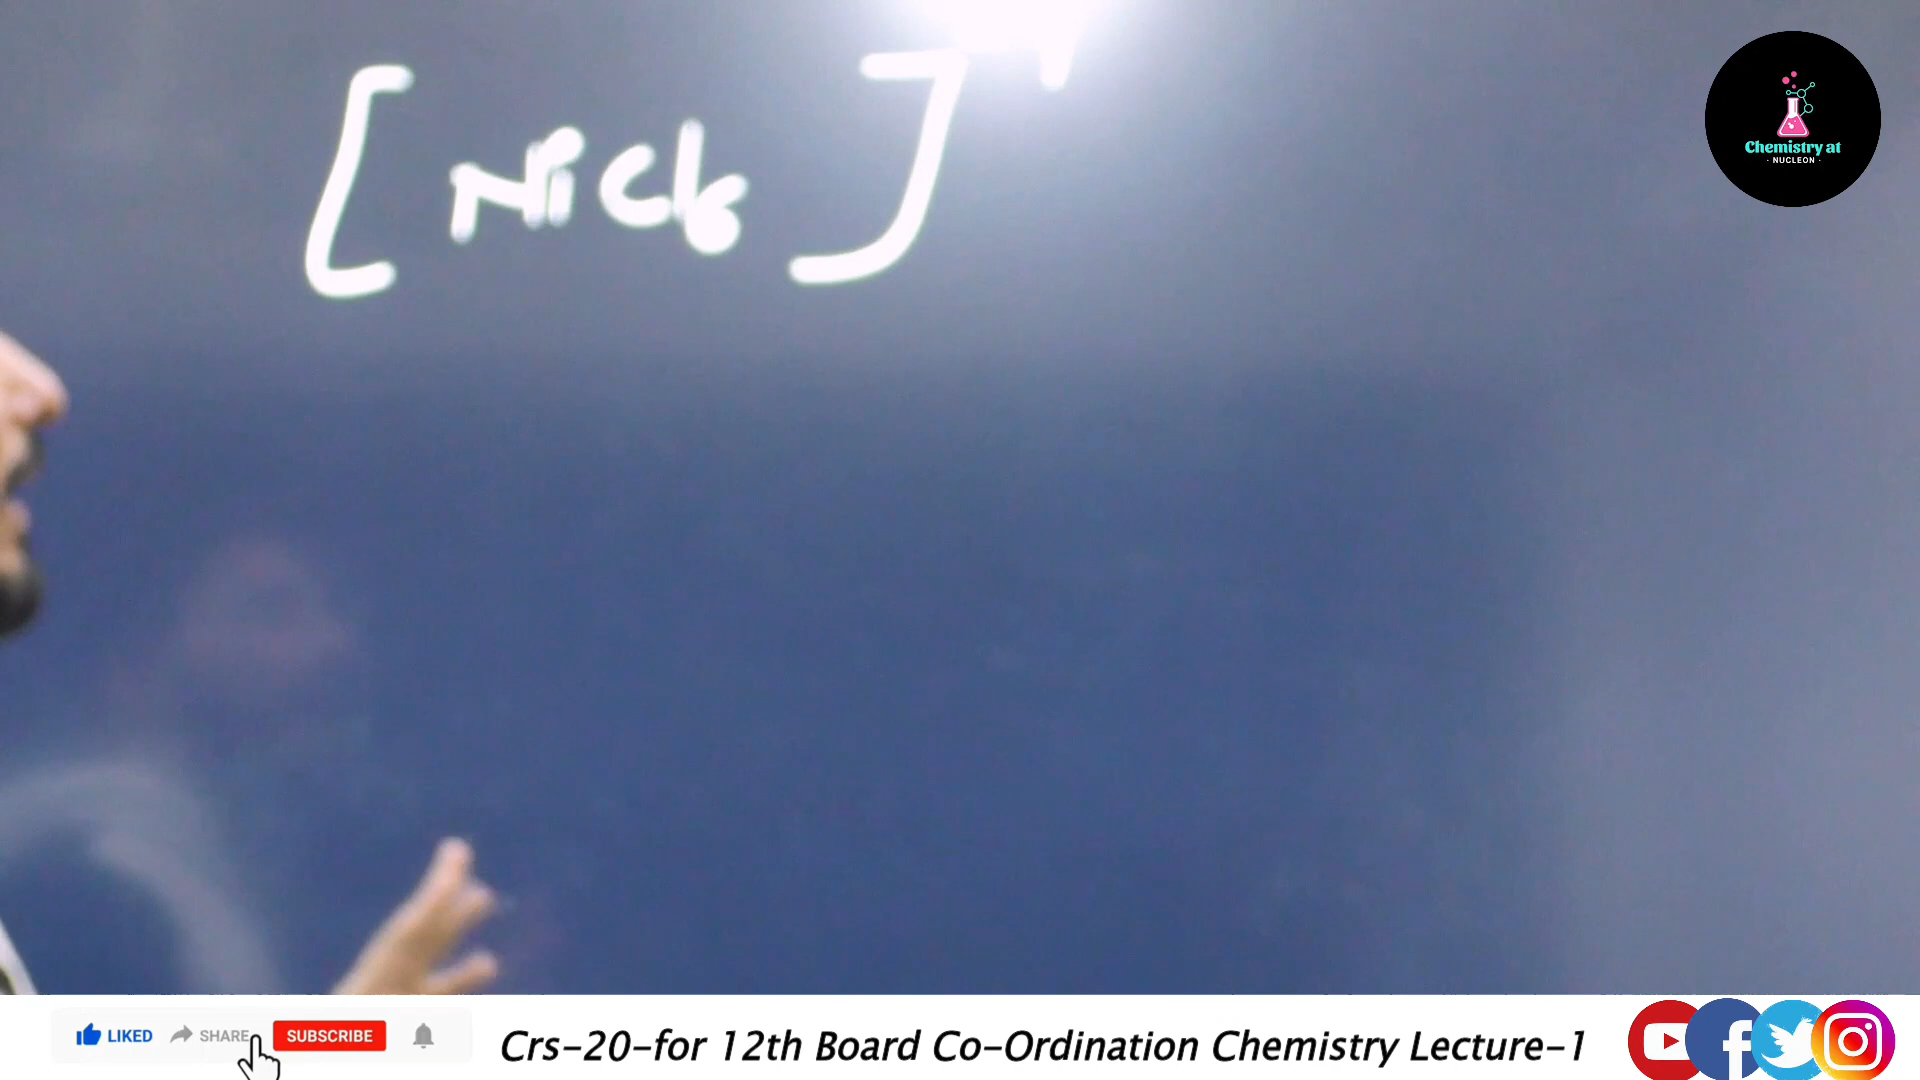 [NiCl6]
Chemistry at
· NUCLEON ·
LIKED SHARE SUBSCRIBE
Crs-20-for 12th Board Co-Ordination Chemistry Lecture-1